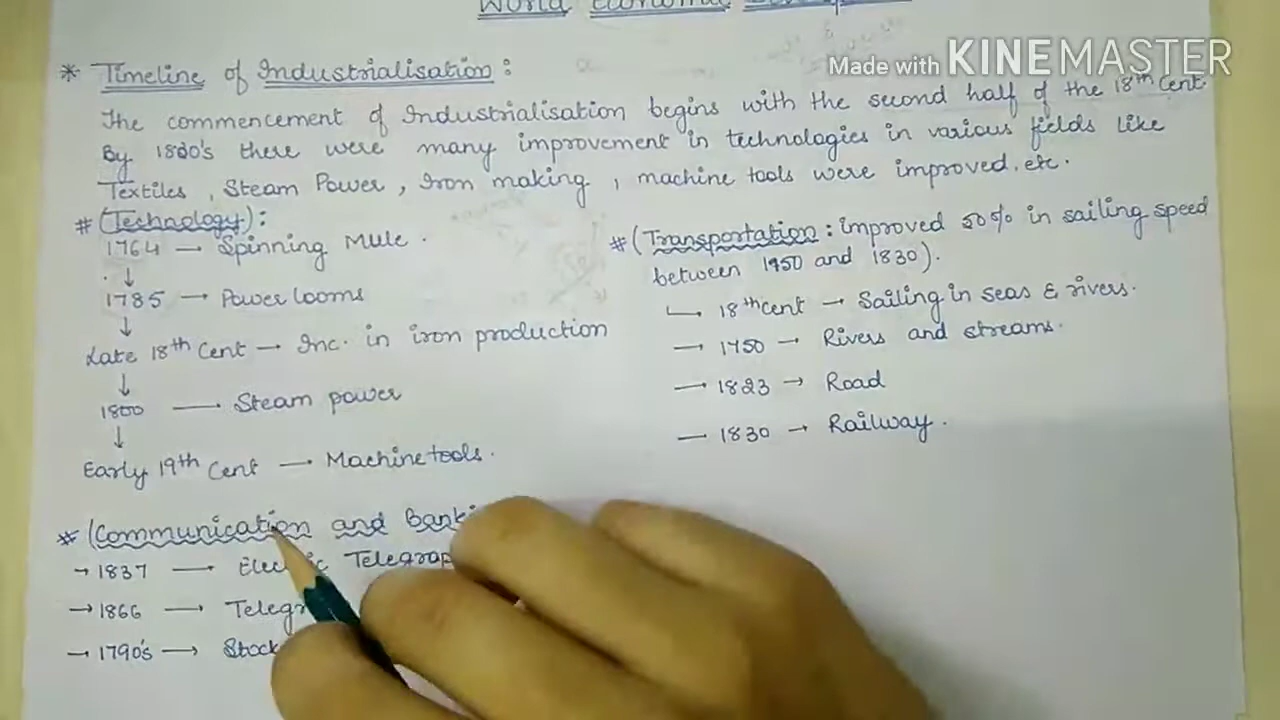 World Economic
Made with KINEMASTER
* Timeline of Industrialisation :
The commencement of Industrialisation begins with the second half of the 18th Cent
By 1800's there were many improvement in technologies in various fields like
Textiles , Steam Power , Iron making , machine tools were improved. etc.
# (Technology) :
1764 — Spinning Mule .
↓
1785 → Power looms
↓
Late 18th Cent — Inc. in iron production
↓
1800 — Steam power
↓
Early 19th Cent → Machine tools.
# (Transportation : improved 50% in sailing speed
between 1750 and 1830).
18th cent → Sailing in seas & rivers.
— 1750 → Rivers and streams.
— 1823 → Road
— 1830 → Railway.
# (Communication and
→ 1837 —
→ 1866 —
→ 1790's → Stock